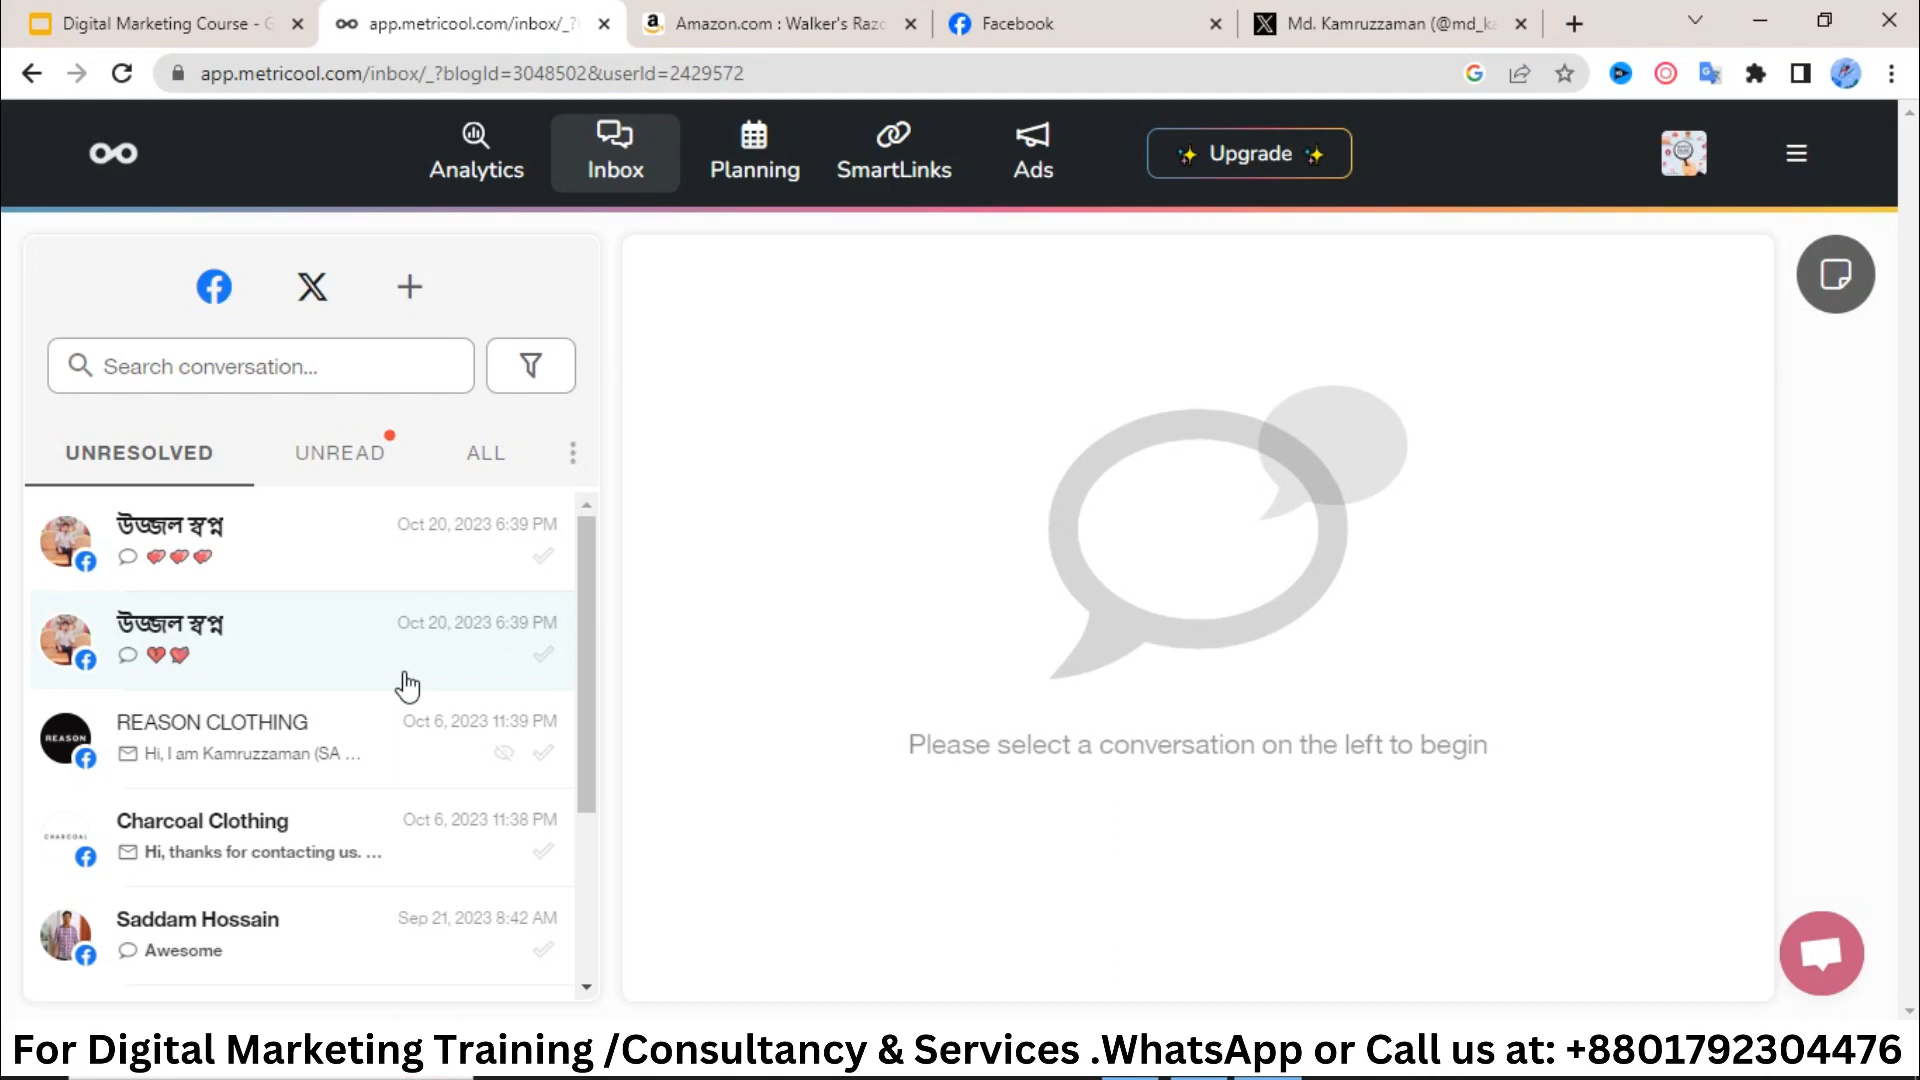 Digital Marketing Course - G
app.metricool.com/inbox/_?
Amazon.com : Walker's Razo
Facebook
Md. Kamruzzaman (@md_ka
app.metricool.com/inbox/_?blogId=3048502&userId=2429572
Analytics
Inbox
Planning
SmartLinks
Ads
Upgrade
Search conversation...
UNRESOLVED
UNREAD
ALL
উজ্জল স্বপ্ন
Oct 20, 2023 6:39 PM
উজ্জল স্বপ্ন
Oct 20, 2023 6:39 PM
REASON
REASON CLOTHING
Oct 6, 2023 11:39 PM
Hi, I am Kamruzzaman (SA ...
CHARCOAL
Charcoal Clothing
Oct 6, 2023 11:38 PM
Hi, thanks for contacting us. ...
Saddam Hossain
Sep 21, 2023 8:42 AM
Awesome
Please select a conversation on the left to begin
For Digital Marketing Training /Consultancy & Services .WhatsApp or Call us at: +8801792304476